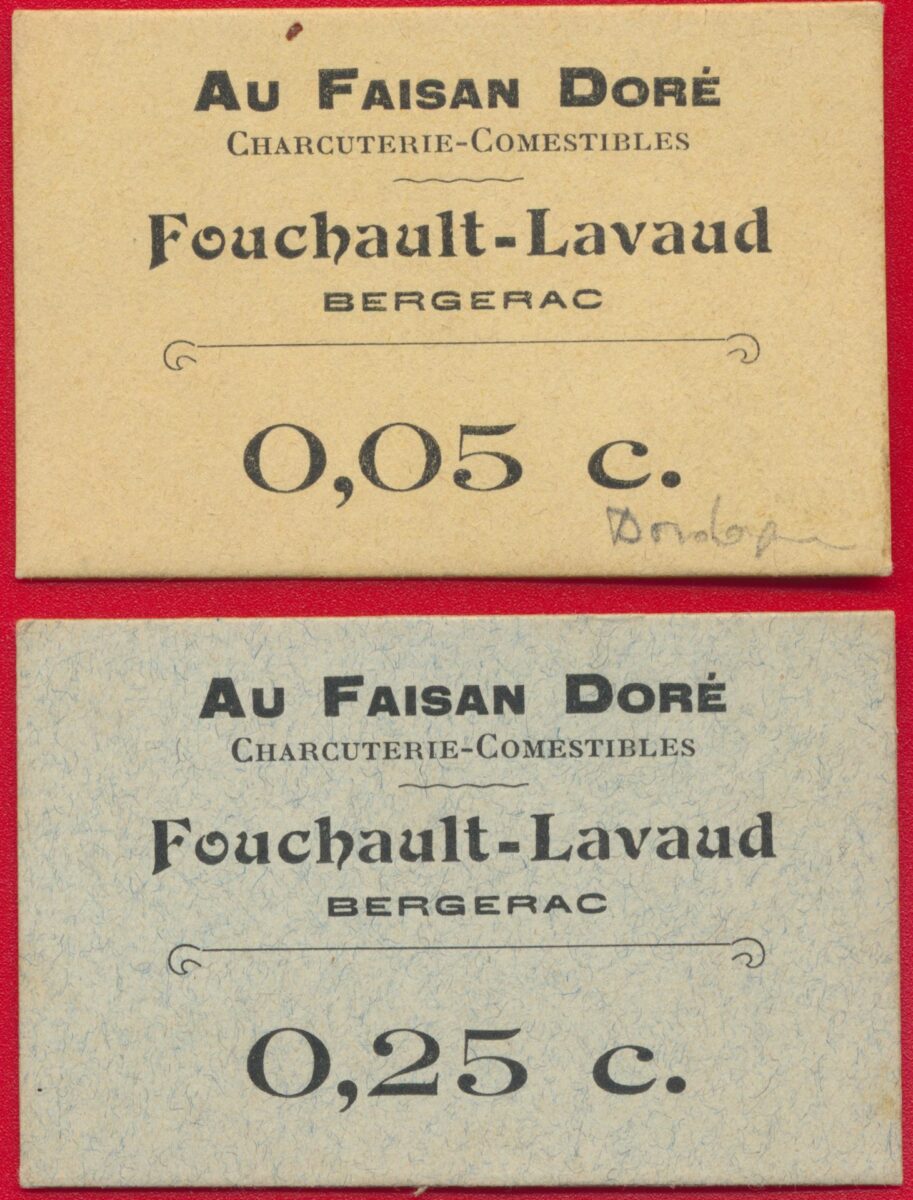 Au Faisan Doré
Charcuterie-Comestibles
Fouchault-Lavaud
BERGERAC
0,05 c.
Dordogne
Au Faisan Doré
Charcuterie-Comestibles
Fouchault-Lavaud
BERGERAC
0,25 c.